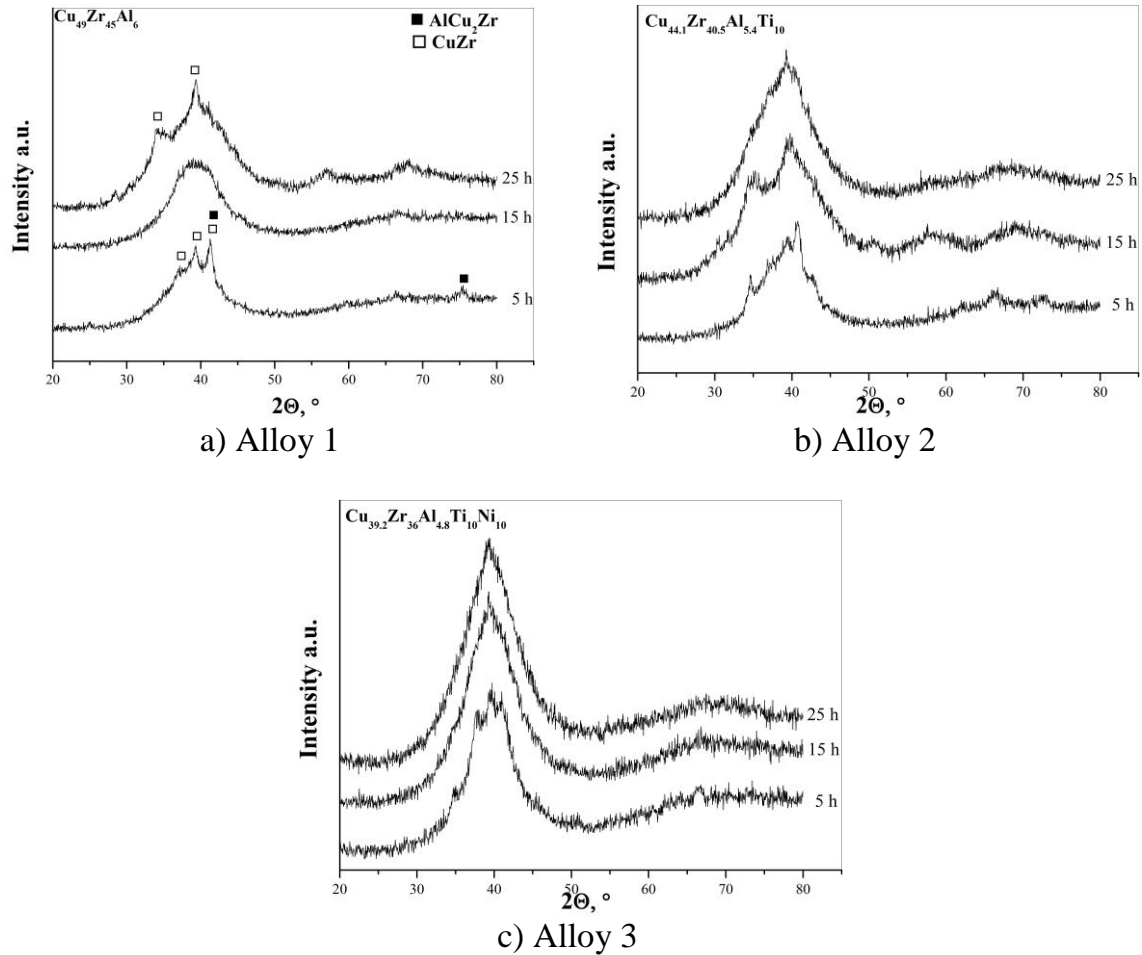 Cu₄₉Zr₄₅Al₆
■ AlCu₂Zr
□ CuZr
Intensity a.u.
25 h
15 h
5 h
20 30 40 50 60 70 80
2Θ, °
a) Alloy 1
Cu₄₄.₁Zr₄₀.₅Al₅.₄Ti₁₀
Intensity a.u.
25 h
15 h
5 h
20 30 40 50 60 70 80
2Θ, °
b) Alloy 2
Cu₃₉.₂Zr₃₆Al₄.₈Ti₁₀Ni₁₀
Intensity a.u.
25 h
15 h
5 h
20 30 40 50 60 70 80
2Θ, °
c) Alloy 3